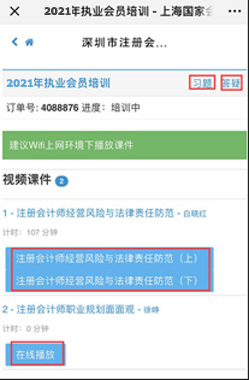 2021年执业会员培训 - 上海国家会
深圳市注册会...
2021年执业会员培训 习题 答疑
订单号: 4088876 进度：培训中
建议Wifi上网环境下播放课件
视频课件 2
1 - 注册会计师经营风险与法律责任防范 - 白晓红
计时：107 分钟
注册会计师经营风险与法律责任防范（上）
注册会计师经营风险与法律责任防范（下）
2 - 注册会计师职业规划面面观 - 徐峥
计时：0 分钟
在线播放